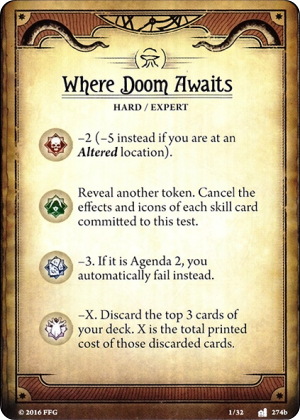 Where Doom Awaits
HARD / EXPERT
–2 (–5 instead if you are at an
Altered location).
Reveal another token. Cancel the
effects and icons of each skill card
committed to this test.
–3. If it is Agenda 2, you
automatically fail instead.
–X. Discard the top 3 cards of
your deck. X is the total printed
cost of those discarded cards.
© 2016 FFG
1/32
274b